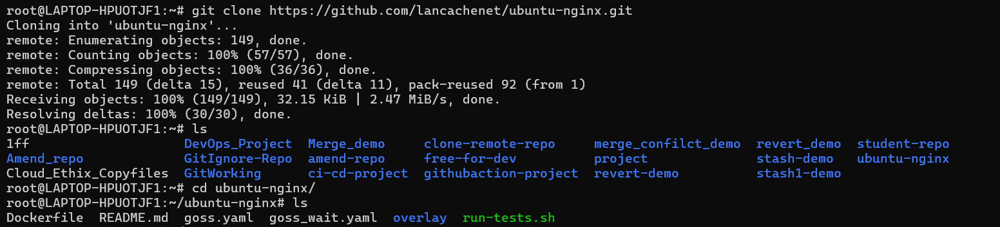 root@LAPTOP-HPUOTJF1:~# git clone https://github.com/lancachenet/ubuntu-nginx.git
Cloning into 'ubuntu-nginx'...
remote: Enumerating objects: 149, done.
remote: Counting objects: 100% (57/57), done.
remote: Compressing objects: 100% (36/36), done.
remote: Total 149 (delta 15), reused 41 (delta 11), pack-reused 92 (from 1)
Receiving objects: 100% (149/149), 32.15 KiB | 2.47 MiB/s, done.
Resolving deltas: 100% (30/30), done.
root@LAPTOP-HPUOTJF1:~# ls
1ff DevOps_Project Merge_demo clone-remote-repo merge_confilct_demo revert_demo student-repo
Amend_repo GitIgnore-Repo amend-repo free-for-dev project stash-demo ubuntu-nginx
Cloud_Ethix_Copyfiles GitWorking ci-cd-project githubaction-project revert-demo stash1-demo
root@LAPTOP-HPUOTJF1:~# cd ubuntu-nginx/
root@LAPTOP-HPUOTJF1:~/ubuntu-nginx# ls
Dockerfile README.md goss.yaml goss_wait.yaml overlay run-tests.sh